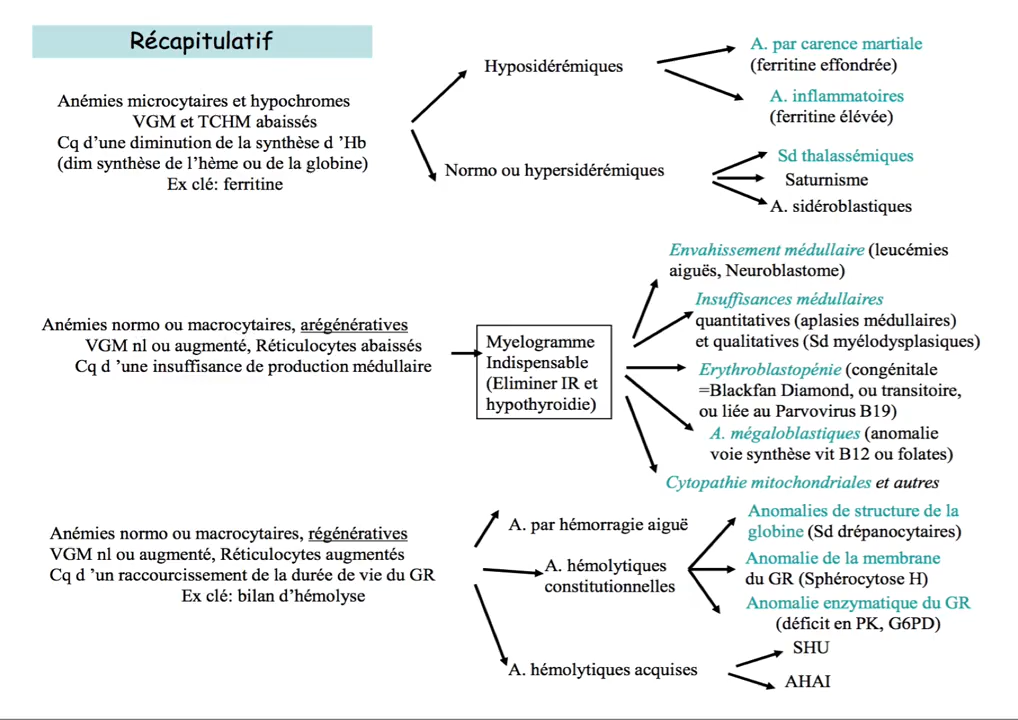 Récapitulatif
Anémies microcytaires et hypochromes
VGM et TCHM abaissés
Cq d’une diminution de la synthèse d ’Hb
(dim synthèse de l’hème ou de la globine)
Ex clé: ferritine
Hyposidérémiques
A. par carence martiale
(ferritine effondrée)
A. inflammatoires
(ferritine élévée)
Normo ou hypersidérémiques
Sd thalassémiques
Saturnisme
A. sidéroblastiques
Anémies normo ou macrocytaires, arégénératives
VGM nl ou augmenté, Réticulocytes abaissés
Cq d ’une insuffisance de production médullaire
Myelogramme
Indispensable
(Eliminer IR et
hypothyroidie)
Envahissement médullaire (leucémies
aiguës, Neuroblastome)
Insuffisances médullaires
quantitatives (aplasies médullaires)
et qualitatives (Sd myélodysplasiques)
Erythroblastopénie (congénitale
=Blackfan Diamond, ou transitoire,
ou liée au Parvovirus B19)
A. mégaloblastiques (anomalie
voie synthèse vit B12 ou folates)
Cytopathie mitochondriales et autres
Anémies normo ou macrocytaires, régénératives
VGM nl ou augmenté, Réticulocytes augmentés
Cq d ’un raccourcissement de la durée de vie du GR
Ex clé: bilan d’hémolyse
A. par hémorragie aiguë
A. hémolytiques
constitutionnelles
Anomalies de structure de la
globine (Sd drépanocytaires)
Anomalie de la membrane
du GR (Sphérocytose H)
Anomalie enzymatique du GR
(déficit en PK, G6PD)
A. hémolytiques acquises
SHU
AHAI